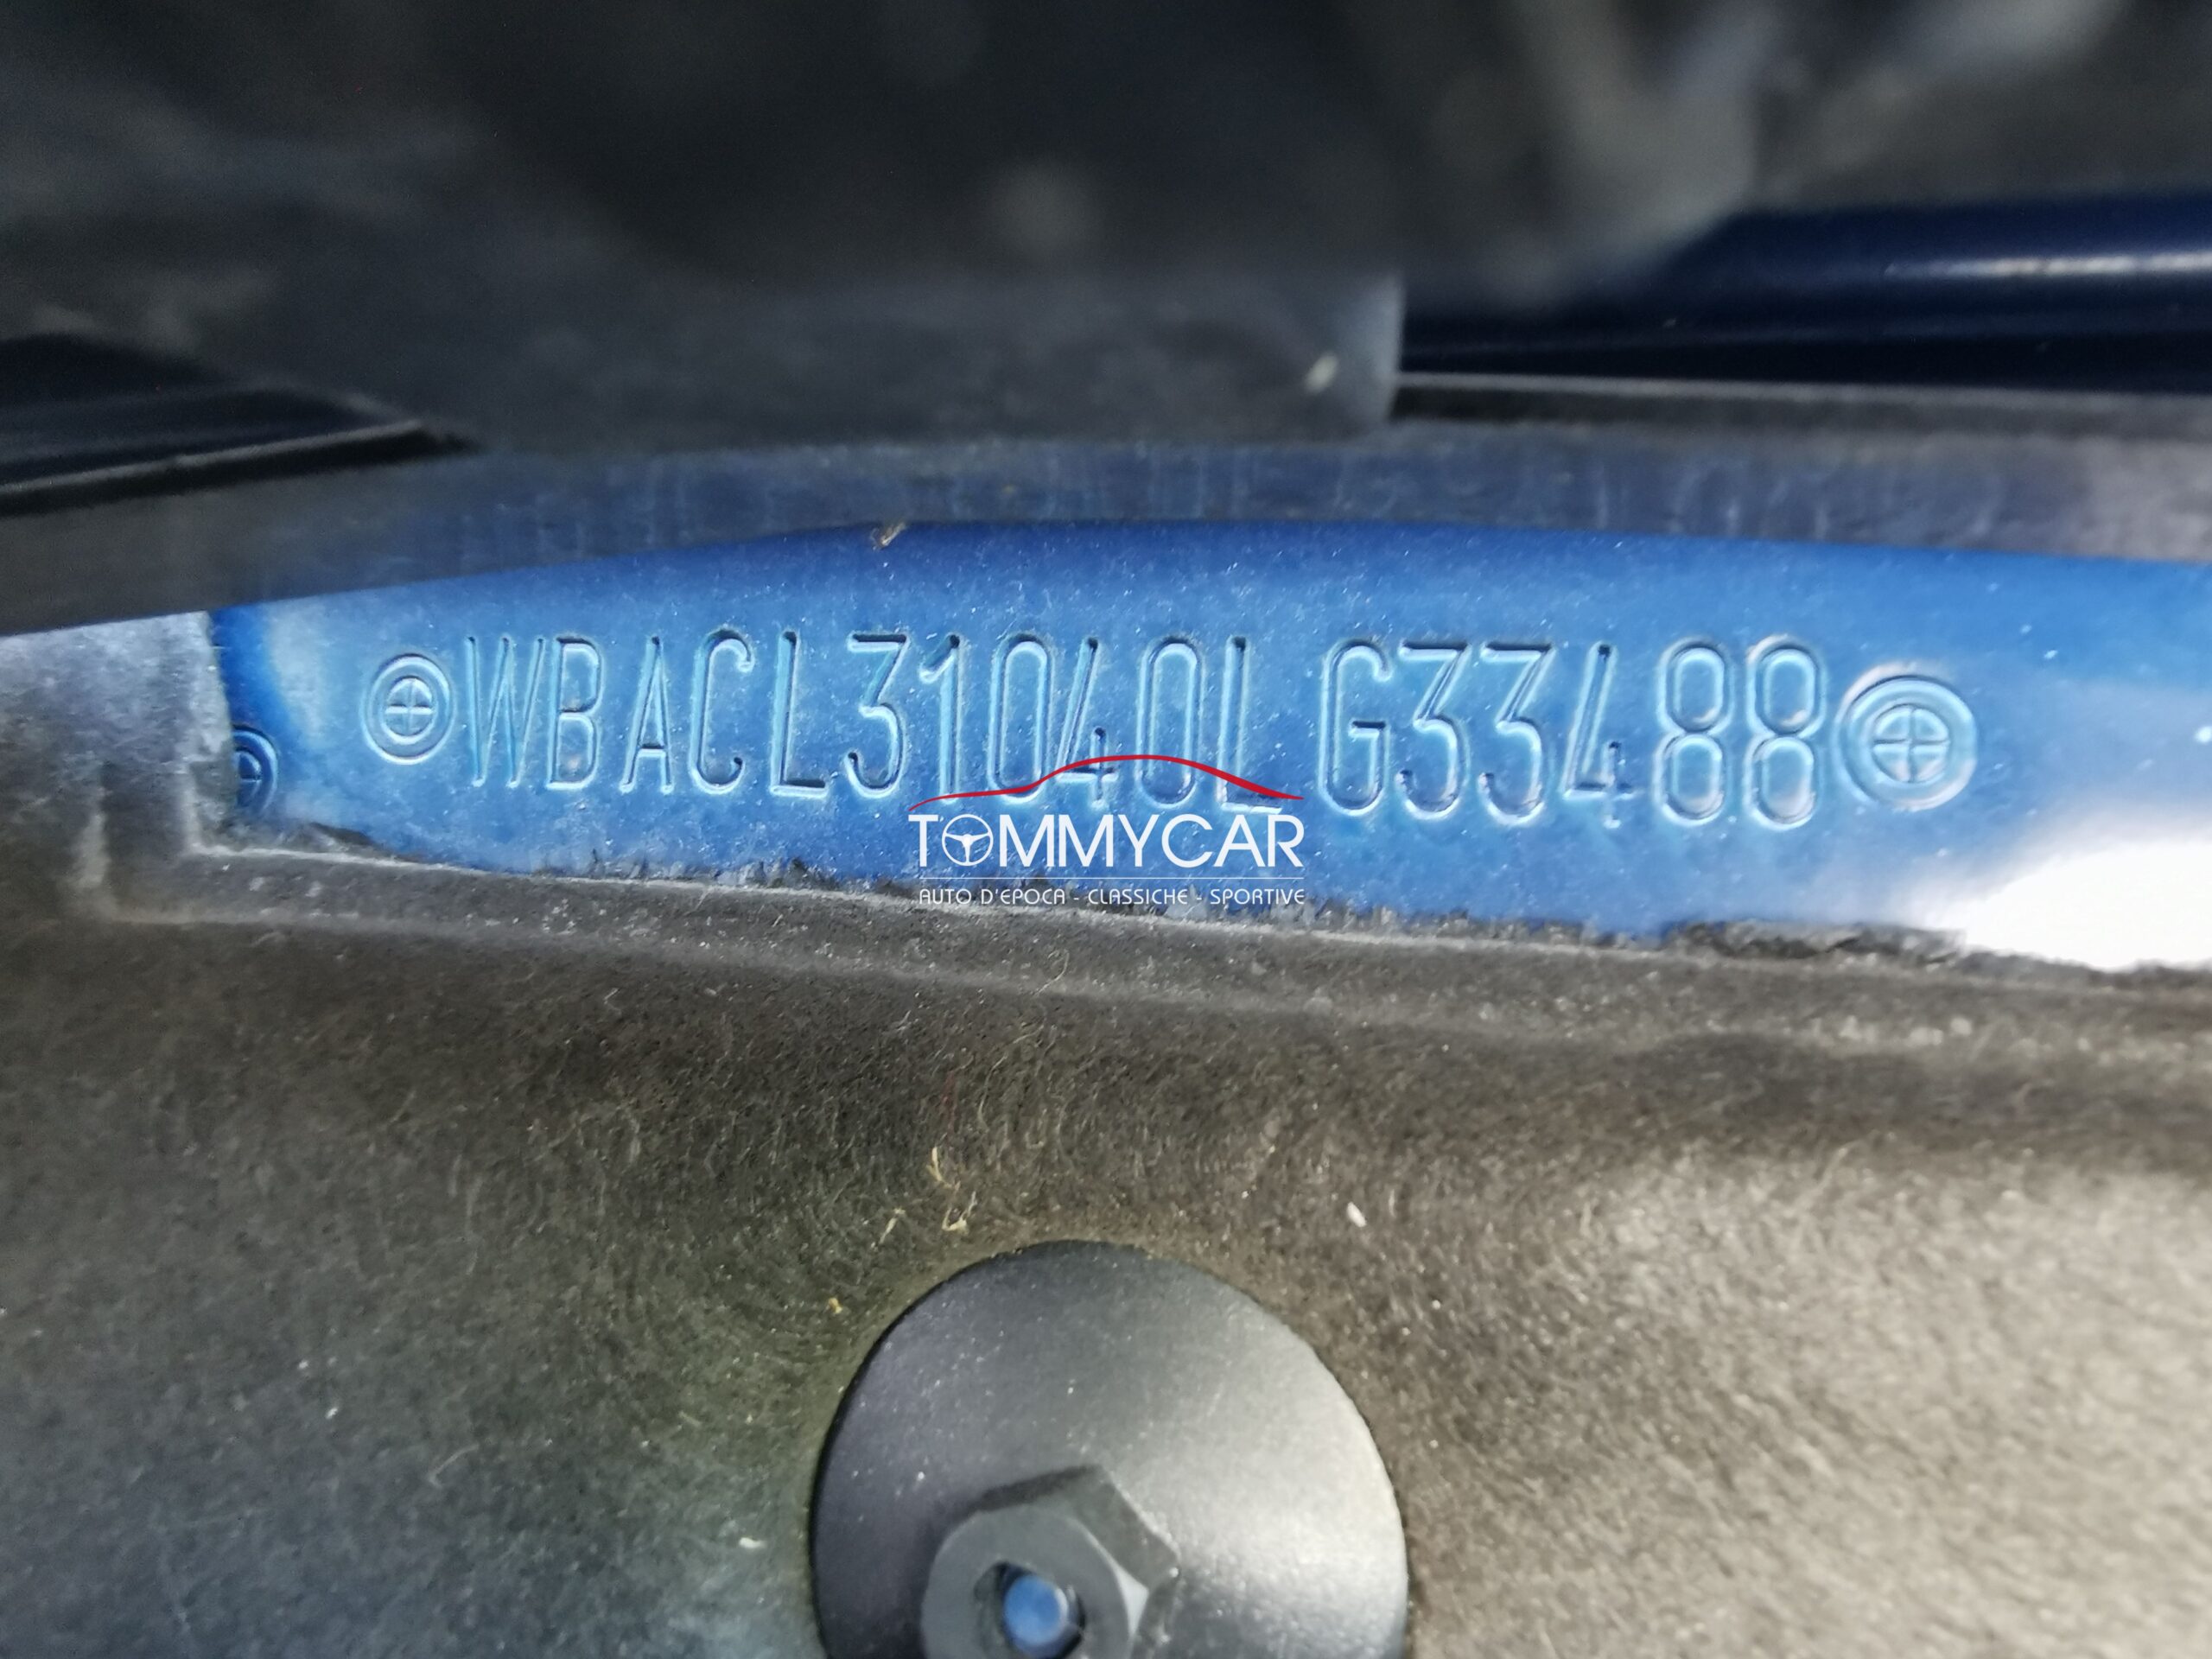 WBACL31040LG33488
TOMMYCAR
AUTO D'EPOCA - CLASSICHE - SPORTIVE